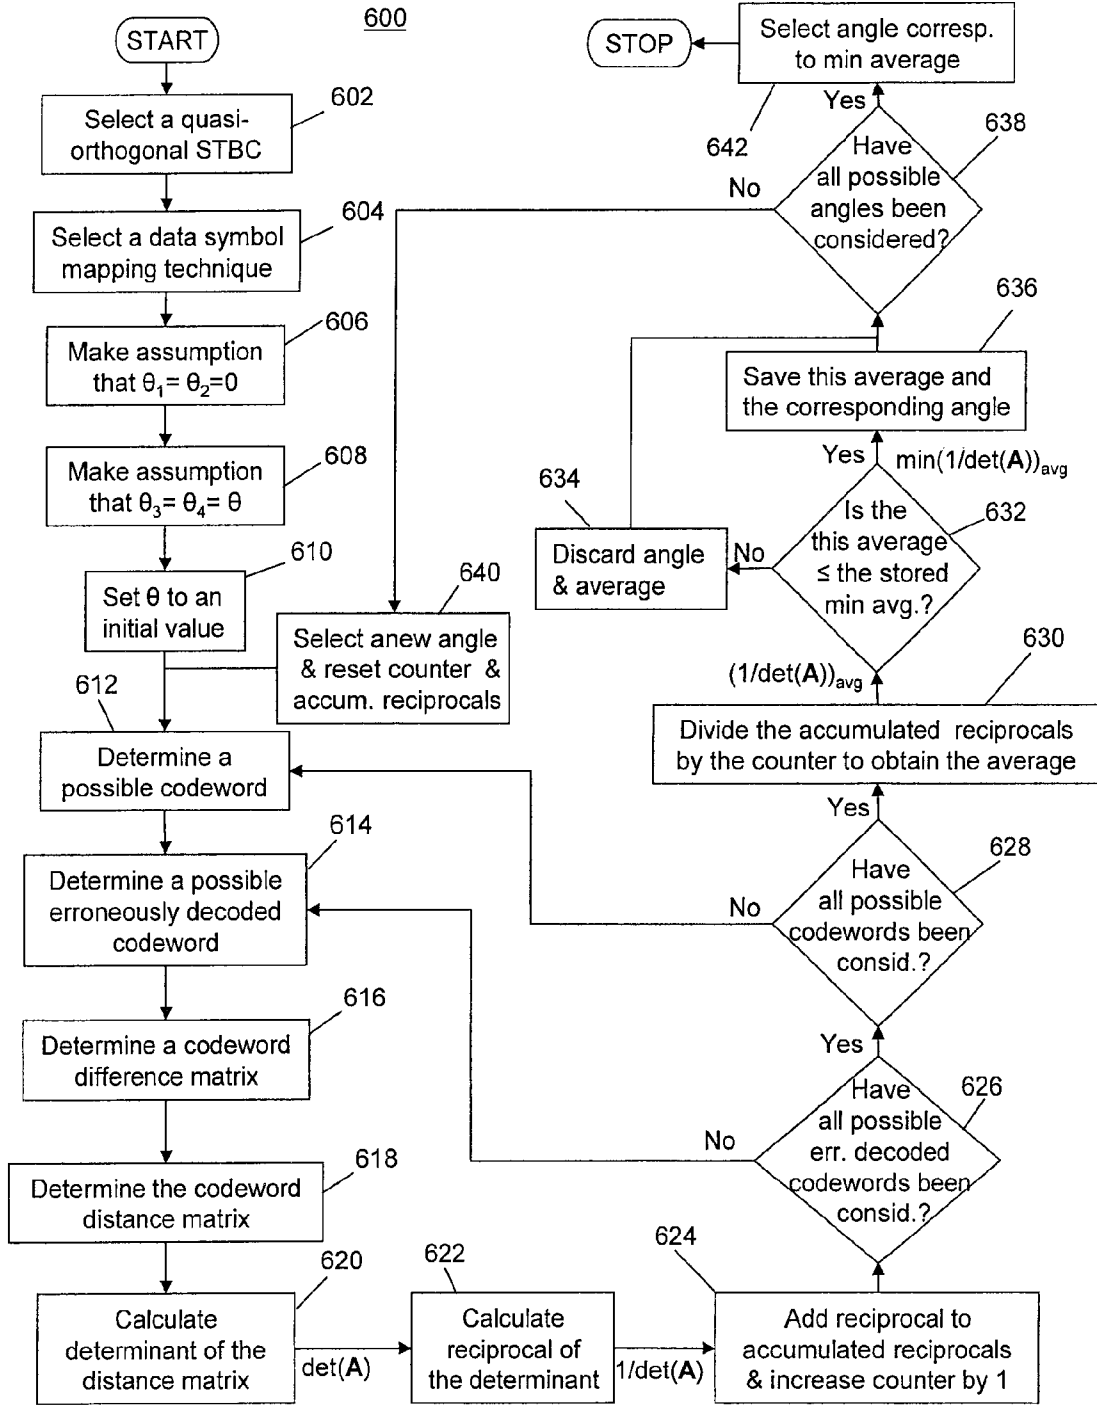 600
START
602
Select a quasi-
orthogonal STBC
604
Select a data symbol
mapping technique
606
Make assumption
that θ1= θ2=0
608
Make assumption
that θ3= θ4= θ
610
Set θ to an
initial value
640
Select anew angle
& reset counter &
accum. reciprocals
612
Determine a
possible codeword
614
Determine a possible
erroneously decoded
codeword
616
Determine a codeword
difference matrix
618
Determine the codeword
distance matrix
620
Calculate
determinant of the
distance matrix
det(A)
622
Calculate
reciprocal of
the determinant
1/det(A)
624
Add reciprocal to
accumulated reciprocals
& increase counter by 1
626
Have
all possible
err. decoded
codewords been
consid.?
No
Yes
628
Have
all possible
codewords been
consid.?
No
Yes
630
Divide the accumulated reciprocals
by the counter to obtain the average
(1/det(A))avg
632
Is the
this average
≤ the stored
min avg.?
No
634
Discard angle
& average
Yes
min(1/det(A))avg
636
Save this average and
the corresponding angle
638
Have
all possible
angles been
considered?
No
Yes
642
Select angle corresp.
to min average
STOP